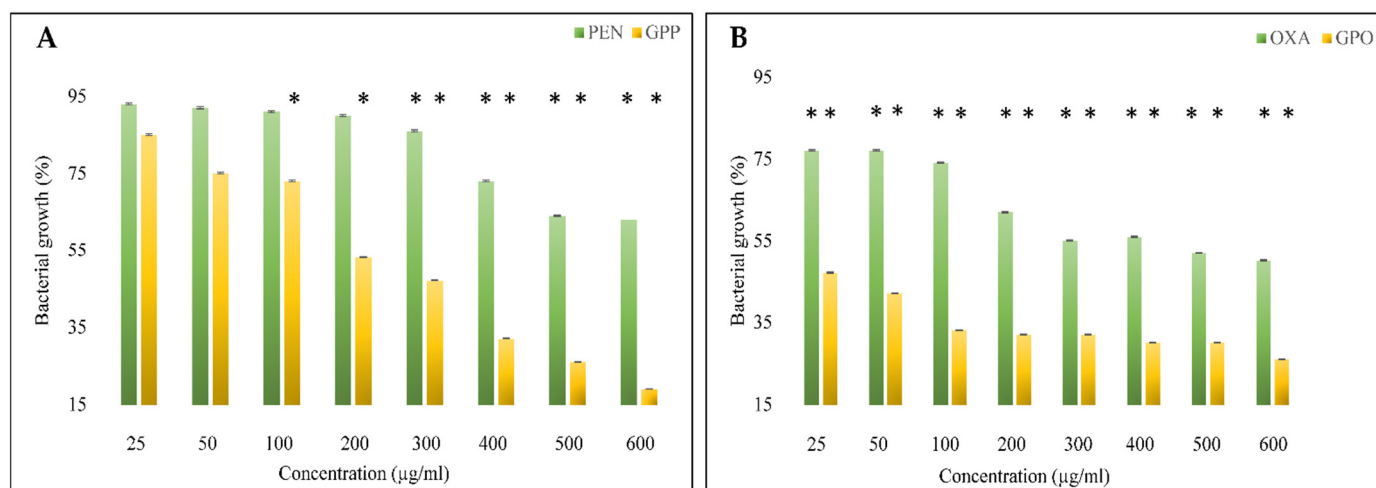 A
PEN GPP
95
75
55
35
15
Bacterial growth (%)
* * * * * * * * * *
25 50 100 200 300 400 500 600
Concentration (µg/ml)
B
OXA GPO
95
75
55
35
15
Bacterial growth (%)
* * * * * * * * * * * * * * * *
25 50 100 200 300 400 500 600
Concentration (µg/ml)